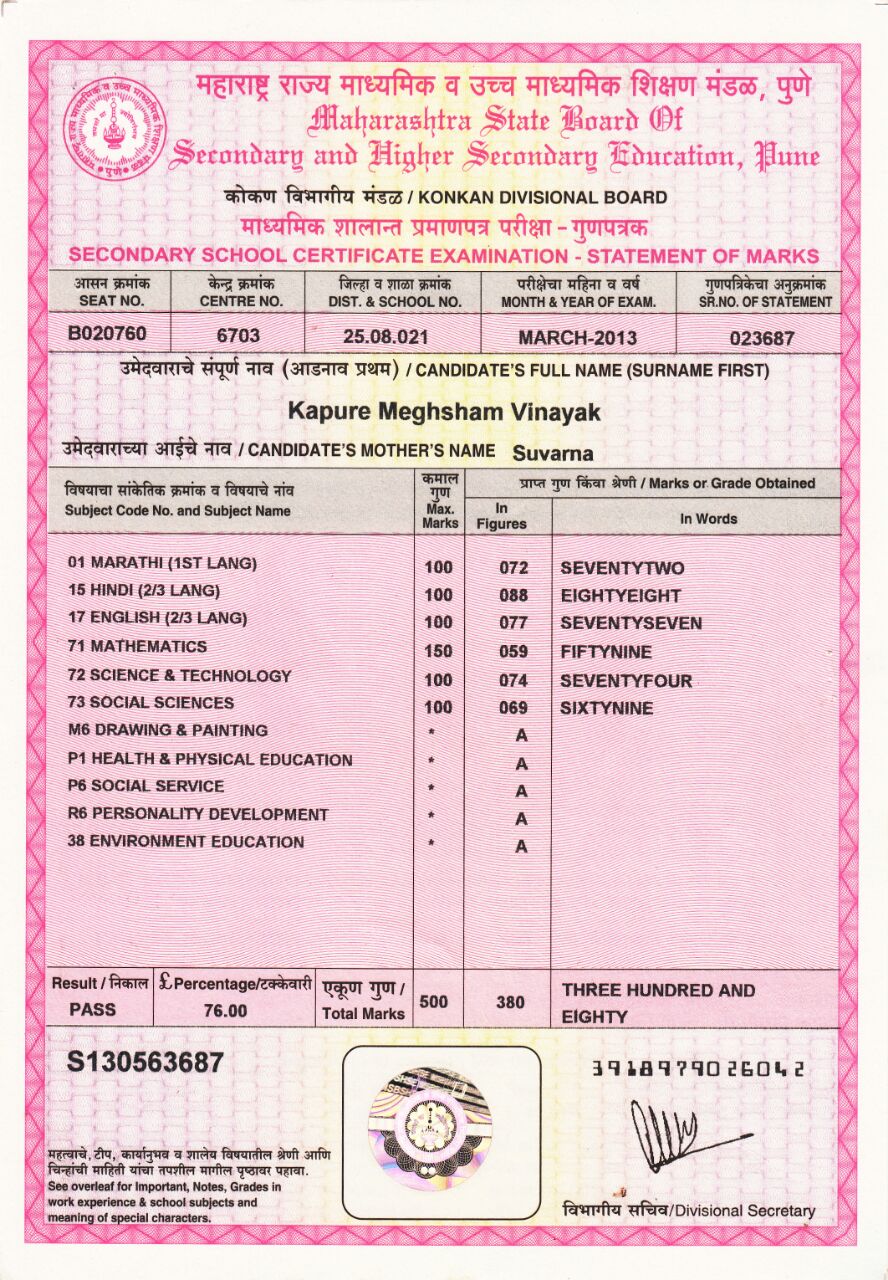 महाराष्ट्र राज्य माध्यमिक व उच्च माध्यमिक शिक्षण मंडळ, पुणे
Maharashtra State Board Of
Secondary and Higher Secondary Education, Pune
कोकण विभागीय मंडळ / KONKAN DIVISIONAL BOARD
माध्यमिक शालान्त प्रमाणपत्र परीक्षा - गुणपत्रक
SECONDARY SCHOOL CERTIFICATE EXAMINATION - STATEMENT OF MARKS
आसन क्रमांक केन्द्र क्रमांक जिल्हा व शाळा क्रमांक परीक्षेचा महिना व वर्ष गुणपत्रिकेचा अनुक्रमांक
SEAT NO. CENTRE NO. DIST. & SCHOOL NO. MONTH & YEAR OF EXAM. SR.NO. OF STATEMENT
B020760 6703 25.08.021 MARCH-2013 023687
उमेदवाराचे संपूर्ण नाव (आडनाव प्रथम) / CANDIDATE'S FULL NAME (SURNAME FIRST)
Kapure Meghsham Vinayak
उमेदवाराच्या आईचे नाव / CANDIDATE'S MOTHER'S NAME Suvarna
विषयाचा सांकेतिक क्रमांक व विषयाचे नांव
Subject Code No. and Subject Name
कमाल
गुण
Max.
Marks
प्राप्त गुण किंवा श्रेणी / Marks or Grade Obtained
In
Figures
In Words
01 MARATHI (1ST LANG) 100 072 SEVENTYTWO
15 HINDI (2/3 LANG) 100 088 EIGHTYEIGHT
17 ENGLISH (2/3 LANG) 100 077 SEVENTYSEVEN
71 MATHEMATICS 150 059 FIFTYNINE
72 SCIENCE & TECHNOLOGY 100 074 SEVENTYFOUR
73 SOCIAL SCIENCES 100 069 SIXTYNINE
M6 DRAWING & PAINTING * A
P1 HEALTH & PHYSICAL EDUCATION * A
P6 SOCIAL SERVICE * A
R6 PERSONALITY DEVELOPMENT * A
38 ENVIRONMENT EDUCATION * A
Result / निकाल
PASS
£ Percentage/टक्केवारी
76.00
एकूण गुण /
Total Marks
500
380
THREE HUNDRED AND
EIGHTY
S130563687
3918979026042
महत्वाचे, टीप, कार्यानुभव व शालेय विषयातील श्रेणी आणि
चिन्हांची माहिती यांचा तपशील मागील पृष्ठावर पहावा.
See overleaf for Important, Notes, Grades in
work experience & school subjects and
meaning of special characters.
विभागीय सचिव/Divisional Secretary